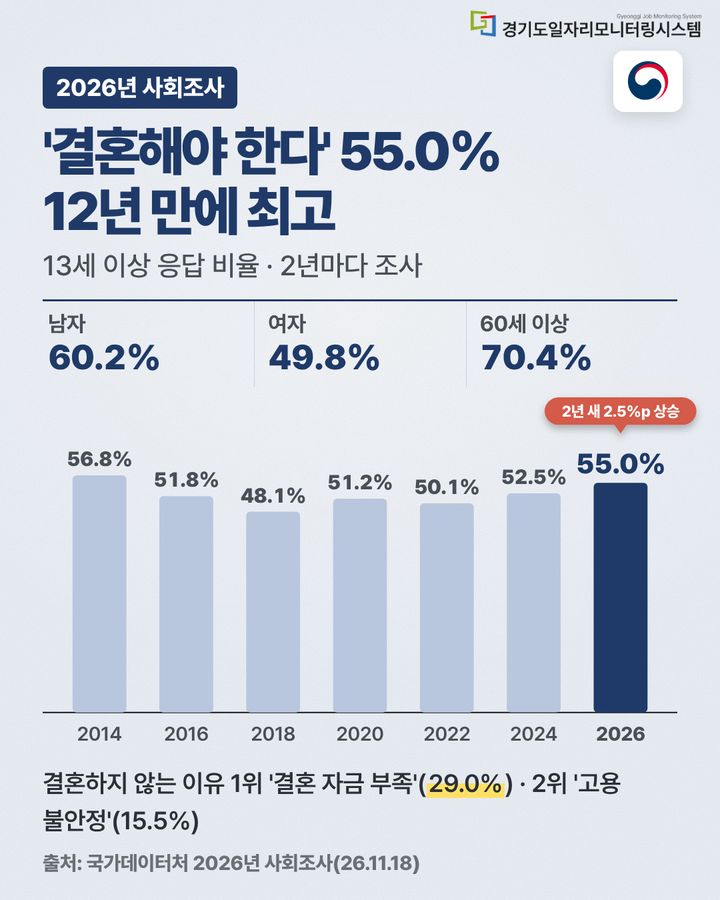 Gyeonggi Job Monitoring System
경기도일자리모니터링시스템
2026년 사회조사
'결혼해야 한다' 55.0%
12년 만에 최고
13세 이상 응답 비율 · 2년마다 조사
남자 여자 60세 이상
60.2% 49.8% 70.4%
2년 새 2.5%p 상승
56.8% 51.8% 48.1% 51.2% 50.1% 52.5% 55.0%
2014 2016 2018 2020 2022 2024 2026
결혼하지 않는 이유 1위 '결혼 자금 부족'(29.0%) · 2위 '고용
불안정'(15.5%)
출처: 국가데이터처 2026년 사회조사(26.11.18)